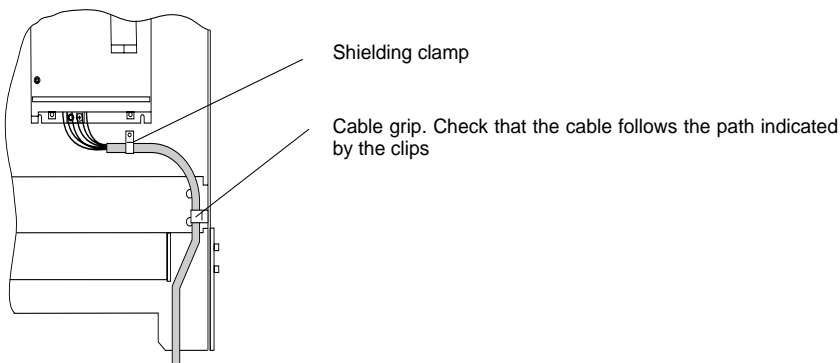 Shielding clamp
Cable grip. Check that the cable follows the path indicated
by the clips